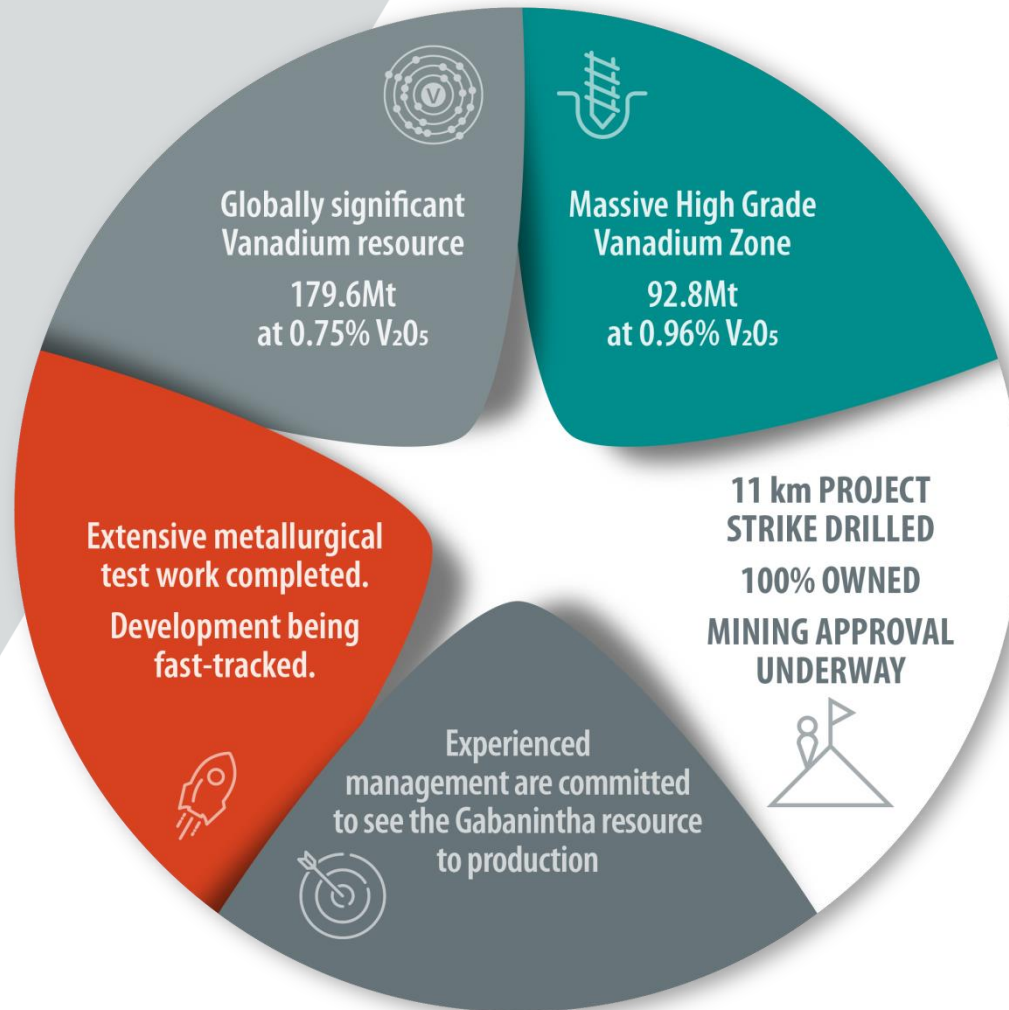 V
Globally significant
Vanadium resource
179.6Mt
at 0.75% V₂0₅
Massive High Grade
Vanadium Zone
92.8Mt
at 0.96% V₂0₅
11 km PROJECT
STRIKE DRILLED
100% OWNED
MINING APPROVAL
UNDERWAY
Experienced
management are committed
to see the Gabanintha resource
to production
Extensive metallurgical
test work completed.
Development being
fast-tracked.